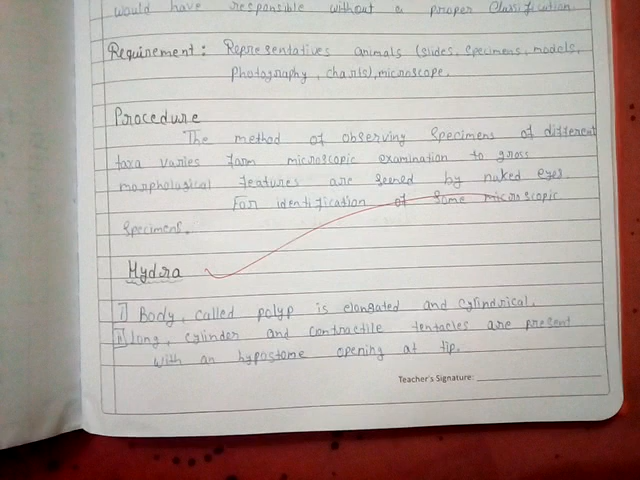 would have responsible without a proper Classification.
Requirement: Representatives animals (slides, specimens, models,
Photography, charts), microscope.
Procedure
The method of observing Specimens of different
taxa varies form microscopic examination to gross
morphological features are seened by naked eyes
For identification of some microscopic
specimens.
Hydra
i) Body, called polyp is elongated and cylindrical.
ii) Long, cylinder and contractile tentacles are present
with an hypostome opening at tip.
Teacher's Signature: